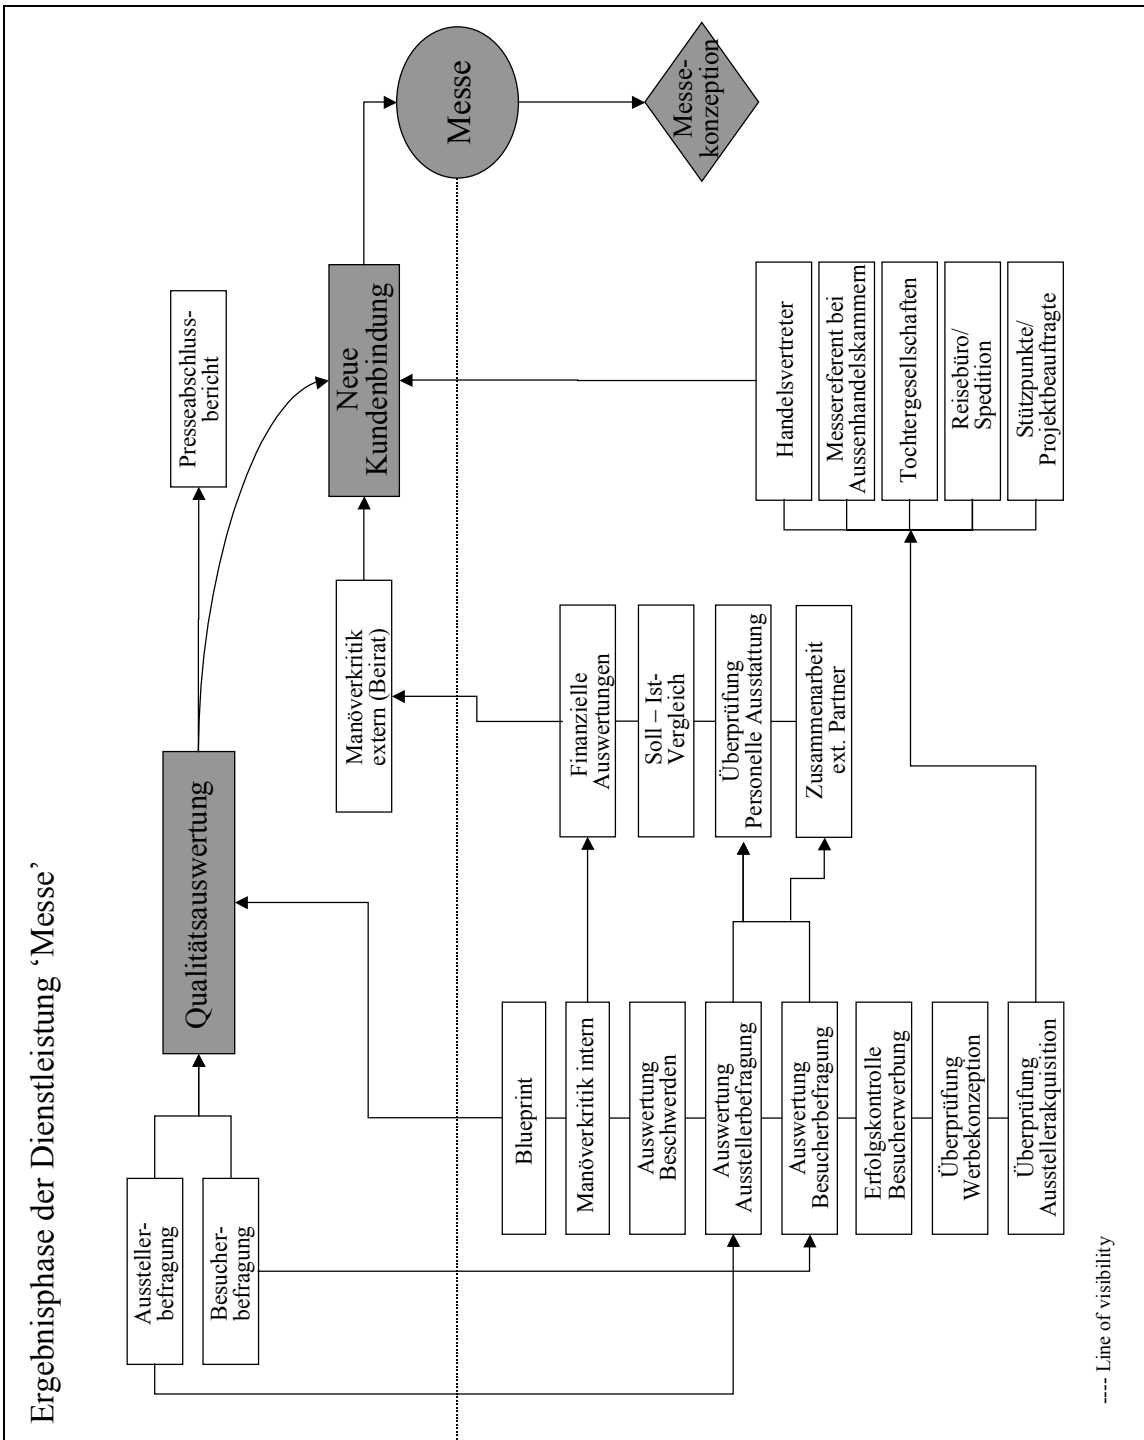 Ergebnisphase der Dienstleistung ‘Messe’
Aussteller-
befragung
Besucher-
befragung
Qualitätsauswertung
Presseabschluss-
bericht
Manöverkritik
extern (Beirat)
Neue
Kundenbindung
Messe
Messe-
konzeption
Blueprint
Manöverkritik intern
Auswertung
Beschwerden
Auswertung
Ausstellerbefragung
Auswertung
Besucherbefragung
Erfolgskontrolle
Besucherwerbung
Überprüfung
Werbekonzeption
Überprüfung
Ausstellerakquisition
Finanzielle
Auswertungen
Soll – Ist-
Vergleich
Überprüfung
Personelle Ausstattung
Zusammenarbeit
ext. Partner
Handelsvertreter
Messereferent bei
Aussenhandelskammern
Tochtergesellschaften
Reisebüro/
Spedition
Stützpunkte/
Projektbeauftragte
---- Line of visibility